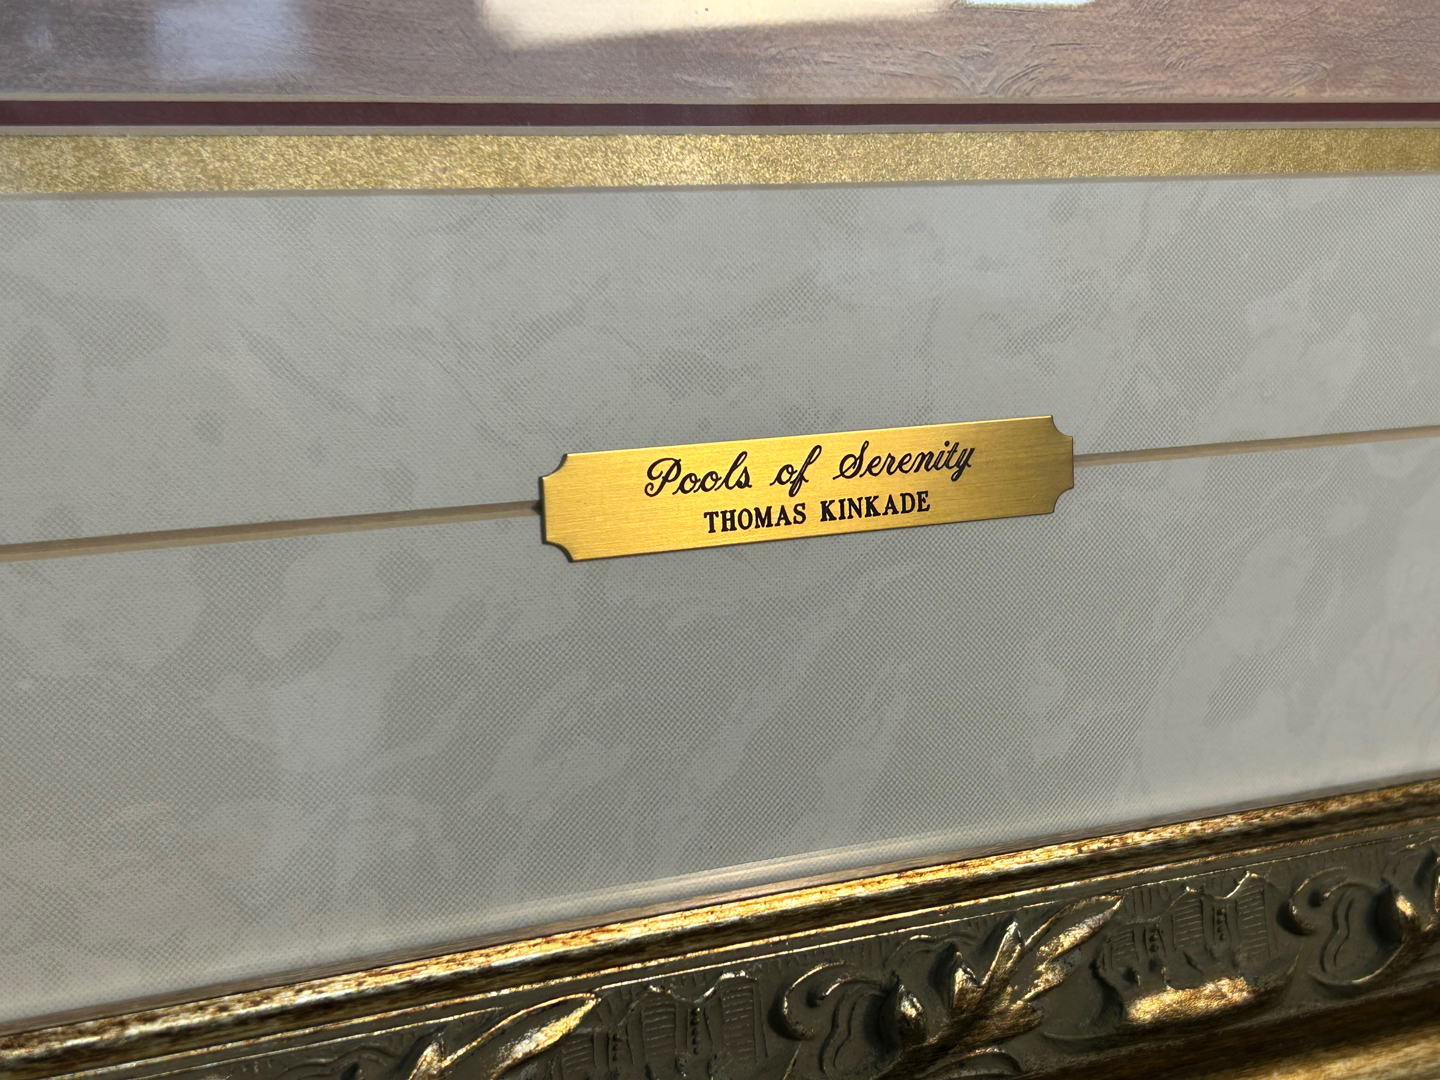 Pools of Serenity
THOMAS KINKADE